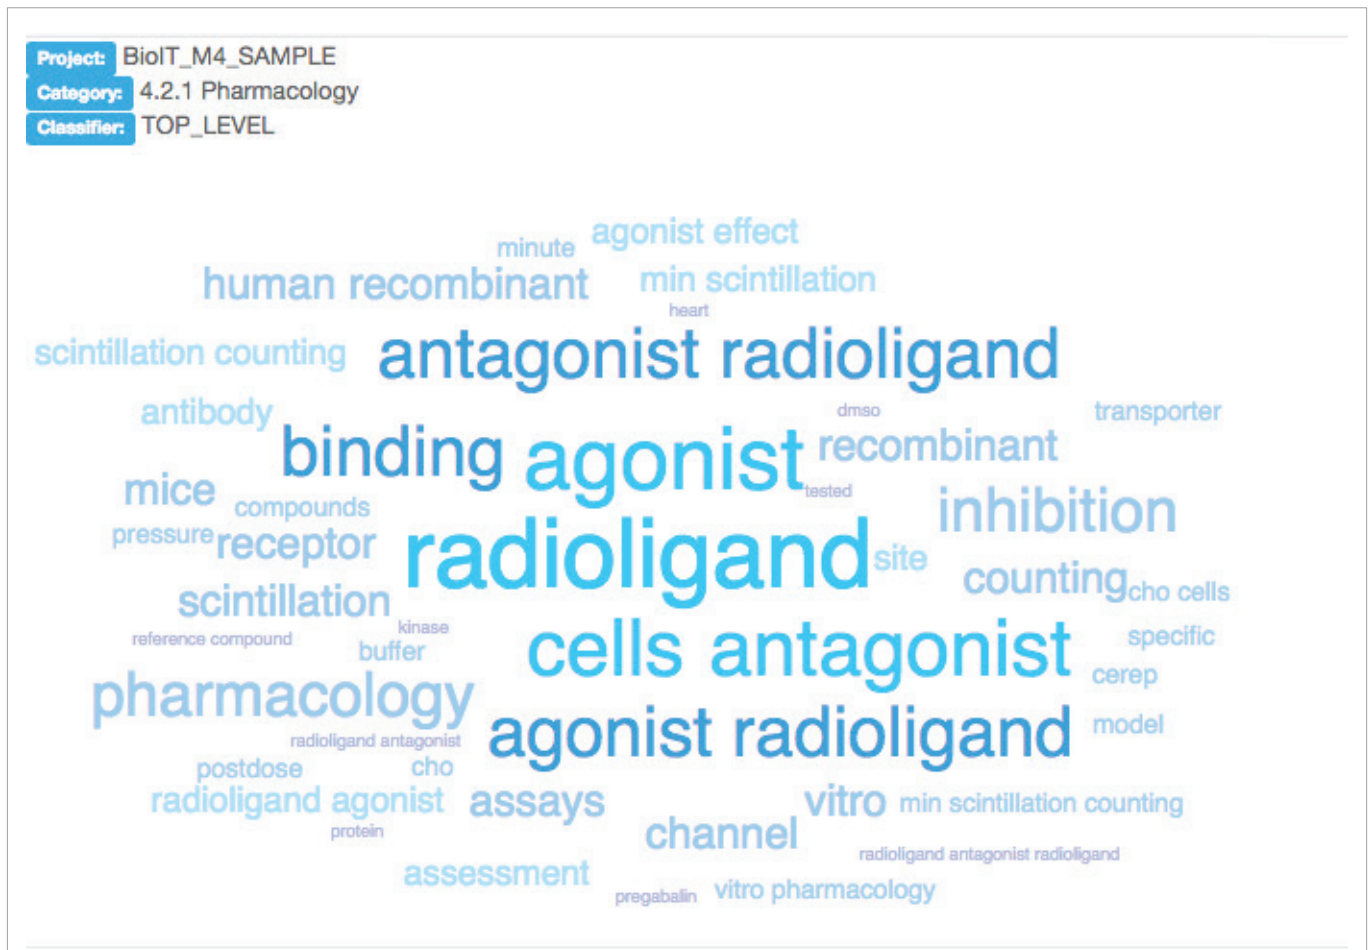 Project: BioIT_M4_SAMPLE
Category: 4.2.1 Pharmacology
Classifier: TOP_LEVEL
agonist effect
minute
human recombinant
min scintillation
heart
scintillation counting
antagonist radioligand
antibody
dmso
transporter
binding
agonist
recombinant
mice
tested
compounds
inhibition
pressure
receptor
radioligand
site
counting
cho cells
scintillation
kinase
reference compound
buffer
cells antagonist
specific
cerep
pharmacology
radioligand antagonist
agonist radioligand
model
postdose
cho
radioligand agonist
assays
vitro
min scintillation counting
protein
channel
radioligand antagonist radioligand
assessment
pregabalin
vitro pharmacology